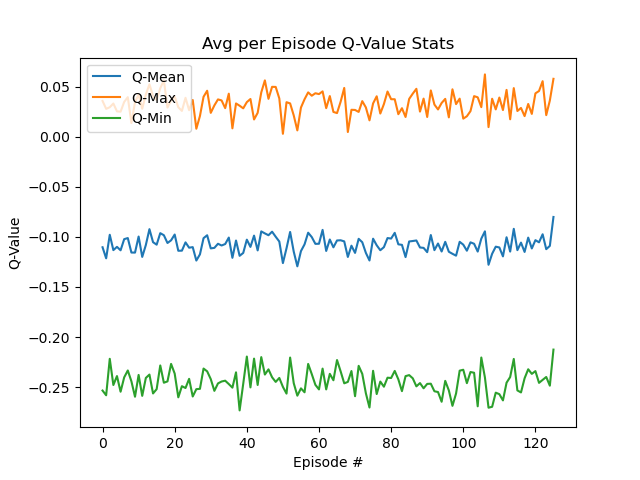 Avg per Episode Q-Value Stats
Q-Mean
Q-Max
Q-Min
0.05
0.00
−0.05
−0.10
−0.15
−0.20
−0.25
Q-Value
0 20 40 60 80 100 120
Episode #